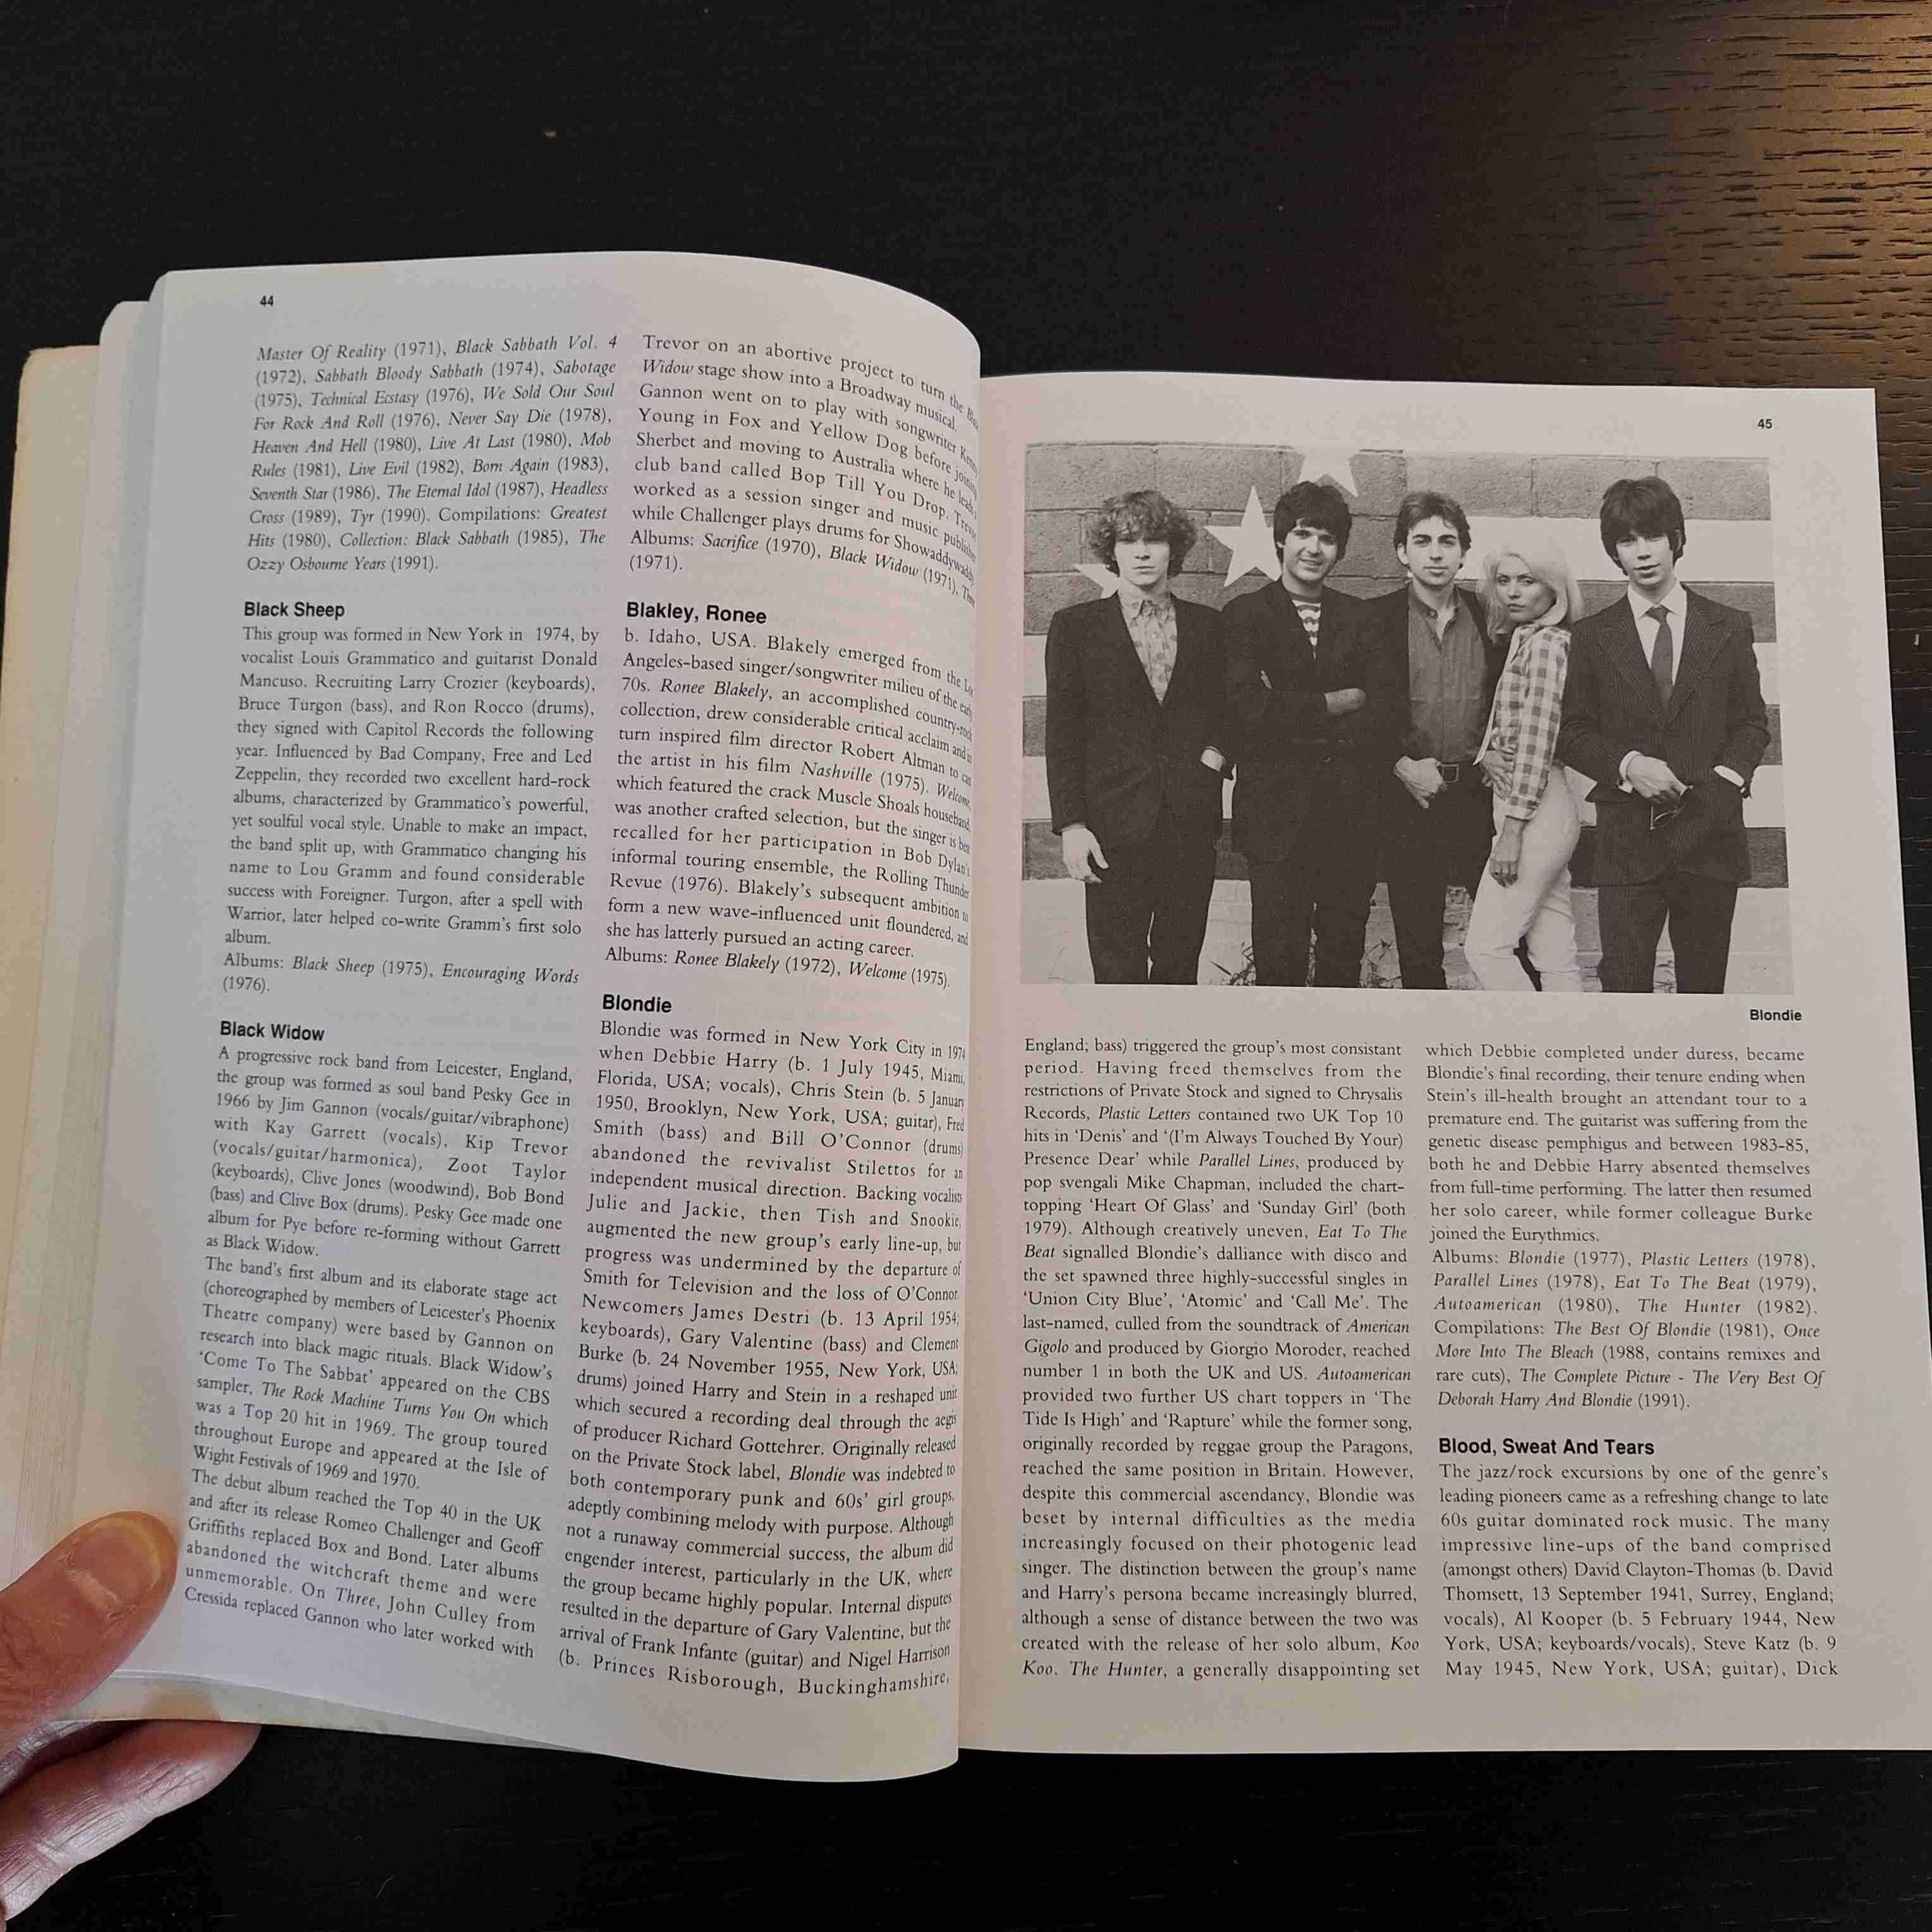 44
Master Of Reality (1971), Black Sabbath Vol. 4
(1972), Sabbath Bloody Sabbath (1974), Sabotage
(1975), Technical Ecstasy (1976), We Sold Our Soul
For Rock And Roll (1976), Never Say Die (1978),
Heaven And Hell (1980), Live At Last (1980), Mob
Rules (1981), Live Evil (1982), Born Again (1983),
Seventh Star (1986), The Eternal Idol (1987), Headless
Cross (1989), Tyr (1990). Compilations: Greatest
Hits (1980), Collection: Black Sabbath (1985), The
Ozzy Osbourne Years (1991).
Black Sheep
This group was formed in New York in 1974, by
vocalist Louis Grammatico and guitarist Donald
Mancuso. Recruiting Larry Crozier (keyboards),
Bruce Turgon (bass), and Ron Rocco (drums),
they signed with Capitol Records the following
year. Influenced by Bad Company, Free and Led
Zeppelin, they recorded two excellent hard-rock
albums, characterized by Grammatico's powerful,
yet soulful vocal style. Unable to make an impact,
the band split up, with Grammatico changing his
name to Lou Gramm and found considerable
success with Foreigner. Turgon, after a spell with
Warrior, later helped co-write Gramm's first solo
album.
Albums: Black Sheep (1975), Encouraging Words
(1976).
Black Widow
A progressive rock band from Leicester, England,
the group was formed as soul band Pesky Gee in
1966 by Jim Gannon (vocals/guitar/vibraphone)
with Kay Garrett (vocals), Kip Trevor
(vocals/guitar/harmonica), Zoot Taylor
(keyboards), Clive Jones (woodwind), Bob Bond
(bass) and Clive Box (drums). Pesky Gee made one
album for Pye before re-forming without Garrett
as Black Widow.
The band's first album and its elaborate stage act
(choreographed by members of Leicester's Phoenix
Theatre company) were based by Gannon on
research into black magic rituals. Black Widow's
'Come To The Sabbat' appeared on the CBS
sampler, The Rock Machine Turns You On which
was a Top 20 hit in 1969. The group toured
throughout Europe and appeared at the Isle of
Wight Festivals of 1969 and 1970.
The debut album reached the Top 40 in the UK
and after its release Romeo Challenger and Geoff
Griffiths replaced Box and Bond. Later albums
abandoned the witchcraft theme and were
unmemorable. On Three, John Culley from
Cressida replaced Gannon who later worked with
Trevor on an abortive project to turn the
Widow stage show into a Broadway musical.
Gannon went on to play with songwriter
Young in Fox and Yellow Dog before joining
Sherbet and moving to Australia where he leads
club band called Bop Till You Drop. Trevor
worked as a session singer and music publisher
while Challenger plays drums for Showaddywaddy
Albums: Sacrifice (1970), Black Widow (1971), Three
(1971).
Blakley, Ronee
b. Idaho, USA. Blakely emerged from the Los
Angeles-based singer/songwriter milieu of the early
70s. Ronee Blakely, an accomplished country-rock
collection, drew considerable critical acclaim and in
turn inspired film director Robert Altman to cast
the artist in his film Nashville (1975). Welcome,
which featured the crack Muscle Shoals houseband,
was another crafted selection, but the singer is best
recalled for her participation in Bob Dylan's
informal touring ensemble, the Rolling Thunder
Revue (1976). Blakely's subsequent ambition to
form a new wave-influenced unit floundered, and
she has latterly pursued an acting career.
Albums: Ronee Blakely (1972), Welcome (1975).
Blondie
Blondie was formed in New York City in 1974
when Debbie Harry (b. 1 July 1945, Miami,
Florida, USA; vocals), Chris Stein (b. 5 January
1950, Brooklyn, New York, USA; guitar), Fred
Smith (bass) and Bill O'Connor (drums)
abandoned the revivalist Stilettos for an
independent musical direction. Backing vocalists
Julie and Jackie, then Tish and Snookie,
augmented the new group's early line-up, but
progress was undermined by the departure of
Smith for Television and the loss of O'Connor.
Newcomers James Destri (b. 13 April 1954;
keyboards), Gary Valentine (bass) and Clement
Burke (b. 24 November 1955, New York, USA;
drums) joined Harry and Stein in a reshaped unit
which secured a recording deal through the aegis
of producer Richard Gottehrer. Originally released
on the Private Stock label, Blondie was indebted to
both contemporary punk and 60s' girl groups,
adeptly combining melody with purpose. Although
not a runaway commercial success, the album did
engender interest, particularly in the UK, where
the group became highly popular. Internal disputes
resulted in the departure of Gary Valentine, but the
arrival of Frank Infante (guitar) and Nigel Harrison
(b. Princes Risborough, Buckinghamshire,
45
Blondie
England; bass) triggered the group's most consistant
period. Having freed themselves from the
restrictions of Private Stock and signed to Chrysalis
Records, Plastic Letters contained two UK Top 10
hits in 'Denis' and '(I'm Always Touched By Your)
Presence Dear' while Parallel Lines, produced by
pop svengali Mike Chapman, included the chart-
topping 'Heart Of Glass' and 'Sunday Girl' (both
1979). Although creatively uneven, Eat To The
Beat signalled Blondie's dalliance with disco and
the set spawned three highly-successful singles in
'Union City Blue', 'Atomic' and 'Call Me'. The
last-named, culled from the soundtrack of American
Gigolo and produced by Giorgio Moroder, reached
number 1 in both the UK and US. Autoamerican
provided two further US chart toppers in 'The
Tide Is High' and 'Rapture' while the former song,
originally recorded by reggae group the Paragons,
reached the same position in Britain. However,
despite this commercial ascendancy, Blondie was
beset by internal difficulties as the media
increasingly focused on their photogenic lead
singer. The distinction between the group's name
and Harry's persona became increasingly blurred,
although a sense of distance between the two was
created with the release of her solo album, Koo
Koo. The Hunter, a generally disappointing set
which Debbie completed under duress, became
Blondie's final recording, their tenure ending when
Stein's ill-health brought an attendant tour to a
premature end. The guitarist was suffering from the
genetic disease pemphigus and between 1983-85,
both he and Debbie Harry absented themselves
from full-time performing. The latter then resumed
her solo career, while former colleague Burke
joined the Eurythmics.
Albums: Blondie (1977), Plastic Letters (1978),
Parallel Lines (1978), Eat To The Beat (1979),
Autoamerican (1980), The Hunter (1982).
Compilations: The Best Of Blondie (1981), Once
More Into The Bleach (1988, contains remixes and
rare cuts), The Complete Picture - The Very Best Of
Deborah Harry And Blondie (1991).
Blood, Sweat And Tears
The jazz/rock excursions by one of the genre's
leading pioneers came as a refreshing change to late
60s guitar dominated rock music. The many
impressive line-ups of the band comprised
(amongst others) David Clayton-Thomas (b. David
Thomsett, 13 September 1941, Surrey, England;
vocals), Al Kooper (b. 5 February 1944, New
York, USA; keyboards/vocals), Steve Katz (b. 9
May 1945, New York, USA; guitar), Dick